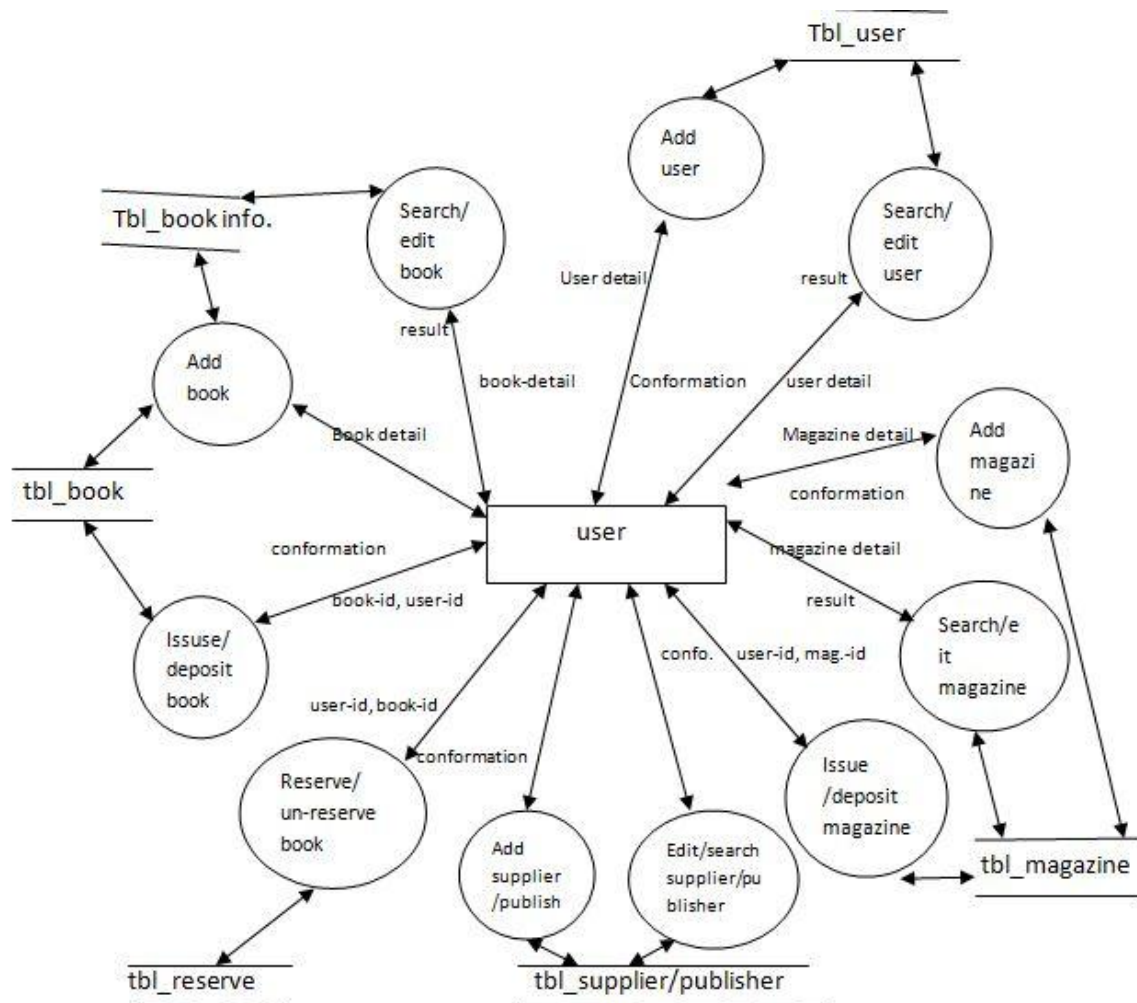 Tbl_user
Add
user
Search/
edit
book
Tbl_book info.
Search/
edit
user
User detail
result
result
Add
book
book-detail
Conformation
user detail
Book detail
Magazine detail
Add
magazi
ne
tbl_book
conformation
user
conformation
magazine detail
book-id, user-id
result
Issuse/
deposit
book
Search/e
it
magazine
confo.
user-id, mag.-id
user-id, book-id
conformation
Reserve/
un-reserve
book
Issue
/deposit
magazine
Add
supplier
/publish
Edit/search
supplier/pu
blisher
tbl_magazine
tbl_reserve
tbl_supplier/publisher